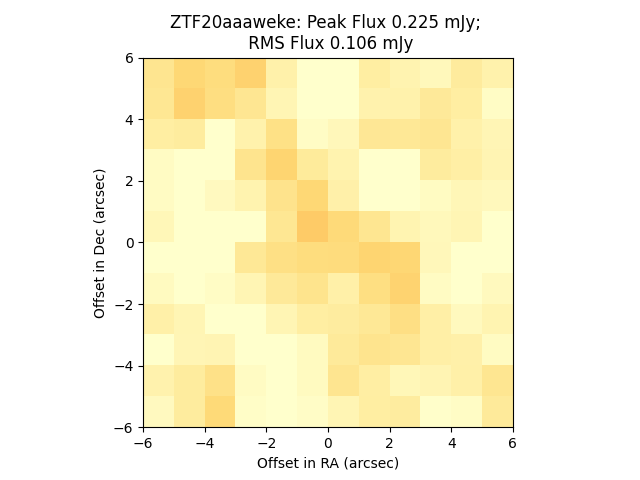 ZTF20aaaweke: Peak Flux 0.225 mJy;
RMS Flux 0.106 mJy
6
4
2
0
−2
−4
−6
Offset in Dec (arcsec)
−6 −4 −2 0 2 4 6
Offset in RA (arcsec)